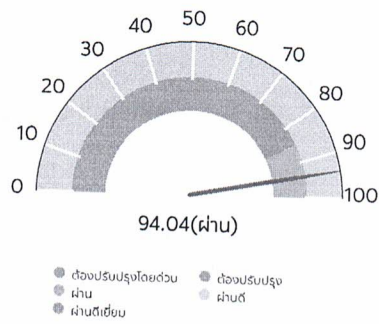 50
40 60
30 70
20 80
10 90
0 100
94.04(ผ่าน)
ต้องปรับปรุงโดยด่วน ต้องปรับปรุง
ผ่าน ผ่านดี
ผ่านดีเยี่ยม